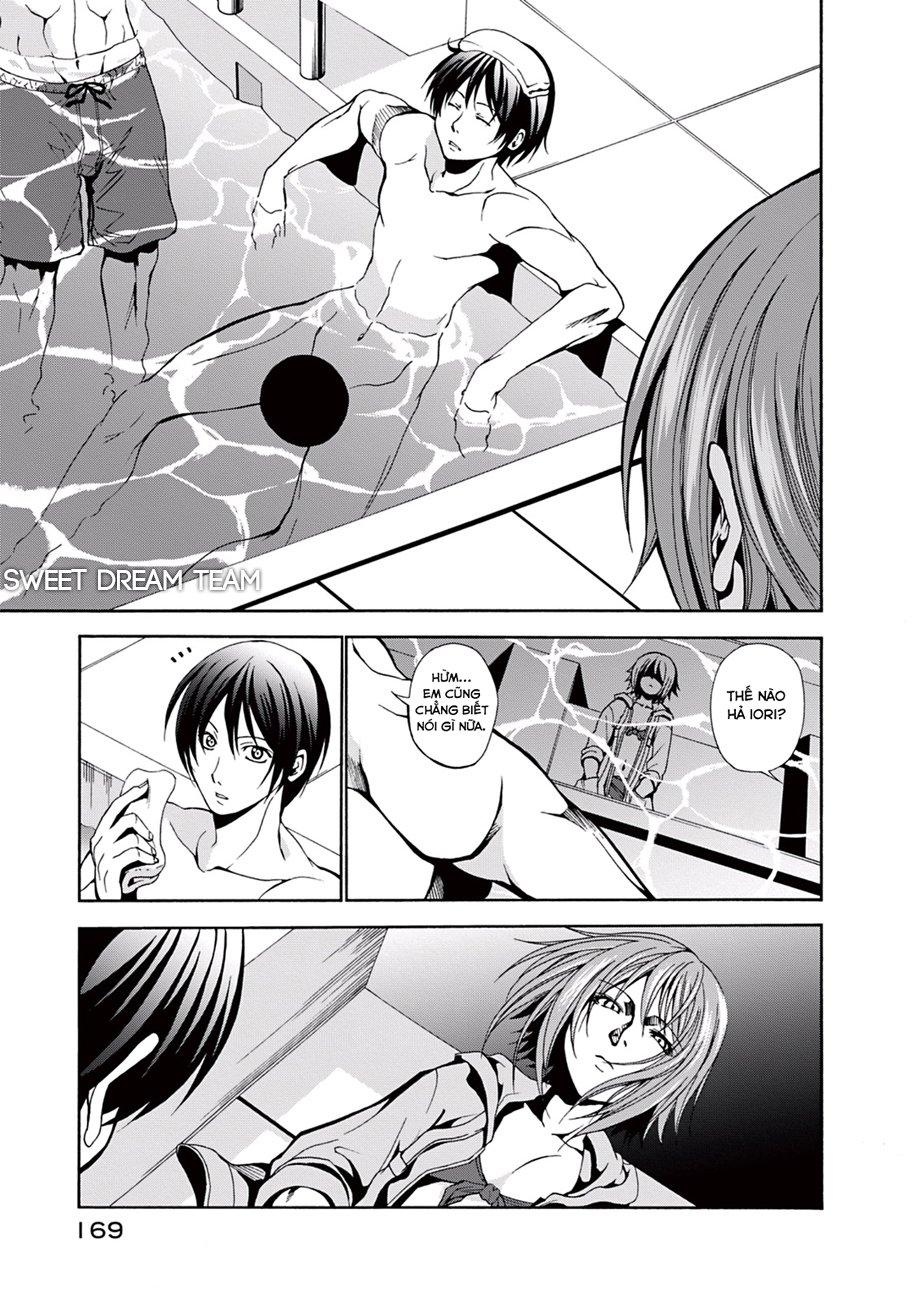 SWEET DREAM TEAM
THẾ NÀO
HẢ IORI?
HỪM...
EM CŨNG
CHẲNG BIẾT
NÓI GÌ NỮA.
169